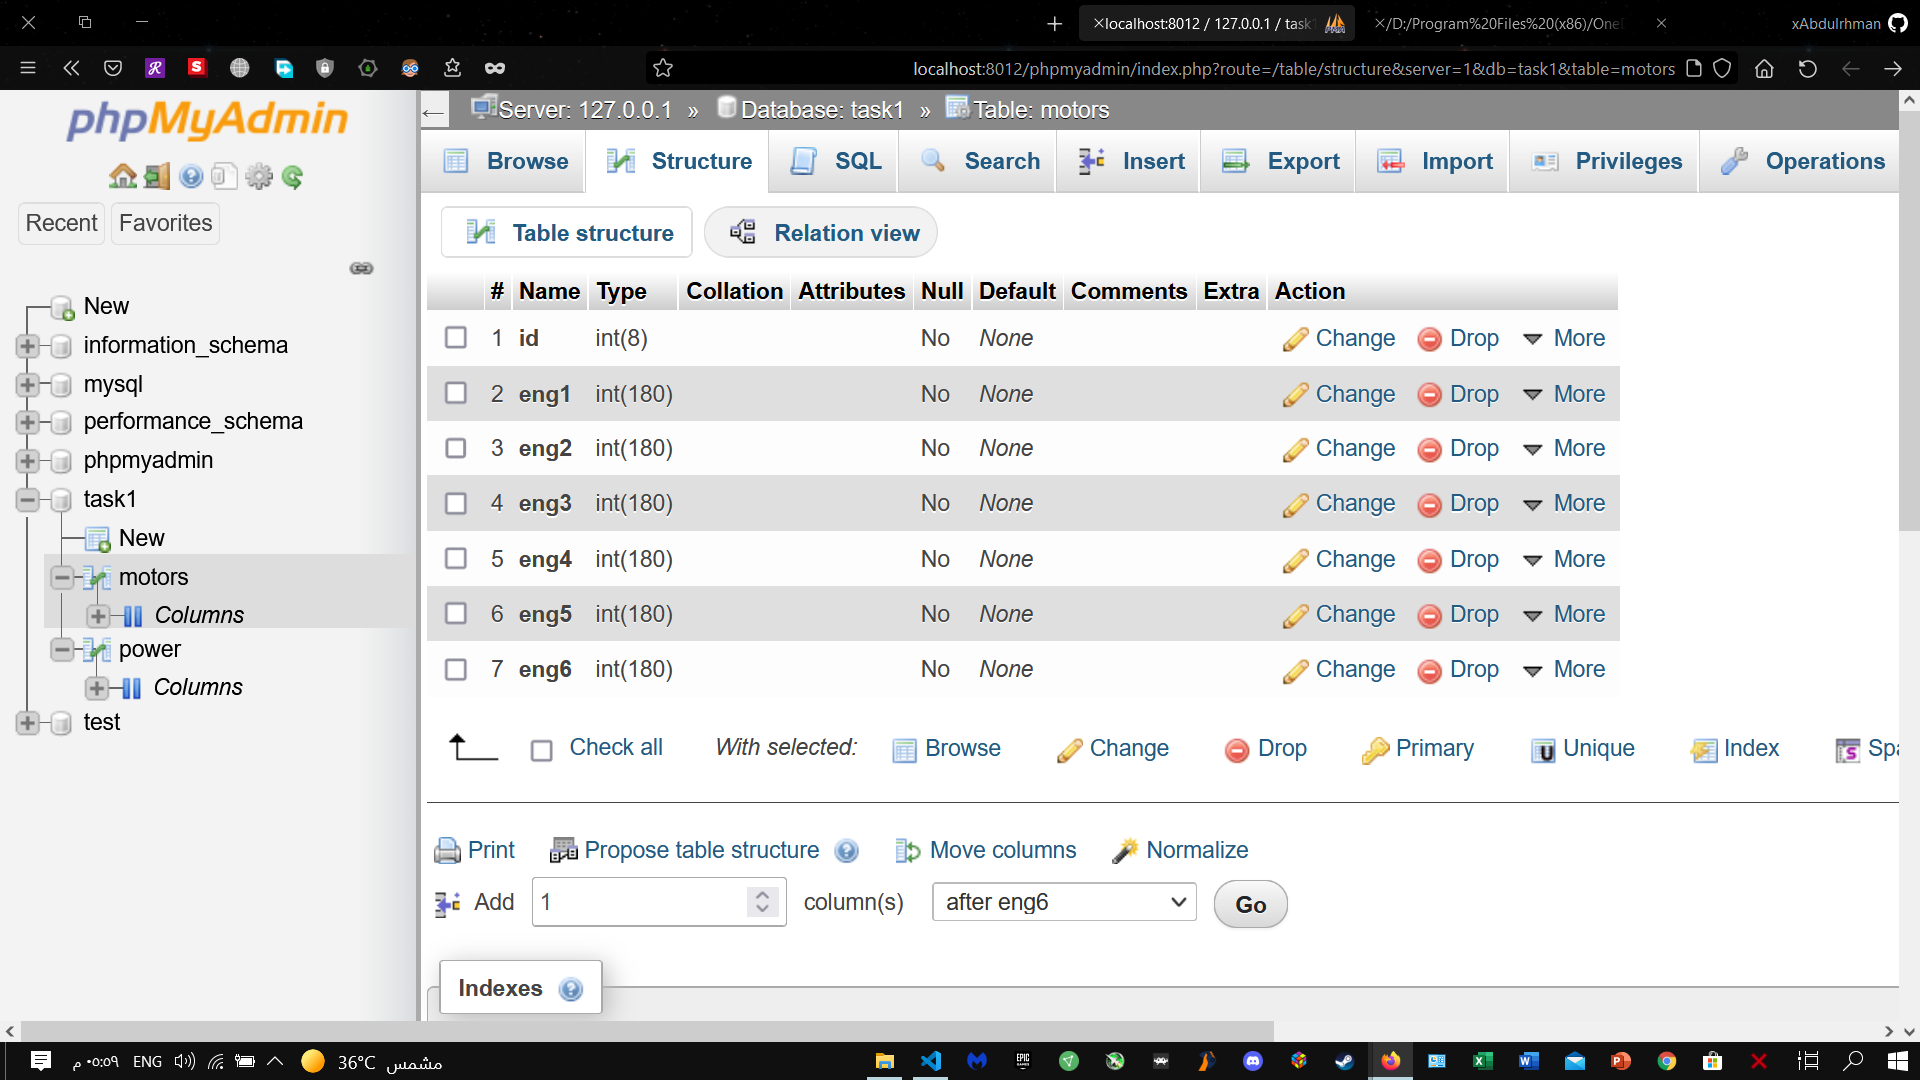 localhost:8012 / 127.0.0.1 / task
/D:/Program%20Files%20(x86)/One
xAbdulrhman
localhost:8012/phpmyadmin/index.php?route=/table/structure&server=1&db=task1&table=motors
phpMyAdmin
Recent Favorites
New
information_schema
mysql
performance_schema
phpmyadmin
task1
New
motors
Columns
power
Columns
test
Server: 127.0.0.1 » Database: task1 » Table: motors
Browse Structure SQL Search Insert Export Import Privileges Operations
Table structure Relation view
# Name Type Collation Attributes Null Default Comments Extra Action
1 id int(8) No None Change Drop More
2 eng1 int(180) No None Change Drop More
3 eng2 int(180) No None Change Drop More
4 eng3 int(180) No None Change Drop More
5 eng4 int(180) No None Change Drop More
6 eng5 int(180) No None Change Drop More
7 eng6 int(180) No None Change Drop More
Check all With selected: Browse Change Drop Primary Unique Index Spa
Print Propose table structure Move columns Normalize
Add 1 column(s) after eng6 Go
Indexes
٠٥:٥٩ م ENG 36°C مشمس